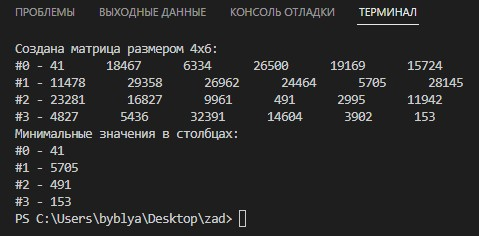 ПРОБЛЕМЫ ВЫХОДНЫЕ ДАННЫЕ КОНСОЛЬ ОТЛАДКИ ТЕРМИНАЛ
Создана матрица размером 4x6:
#0 - 41 18467 6334 26500 19169 15724
#1 - 11478 29358 26962 24464 5705 28145
#2 - 23281 16827 9961 491 2995 11942
#3 - 4827 5436 32391 14604 3902 153
Минимальные значения в столбцах:
#0 - 41
#1 - 5705
#2 - 491
#3 - 153
PS C:\Users\byblya\Desktop\zad>